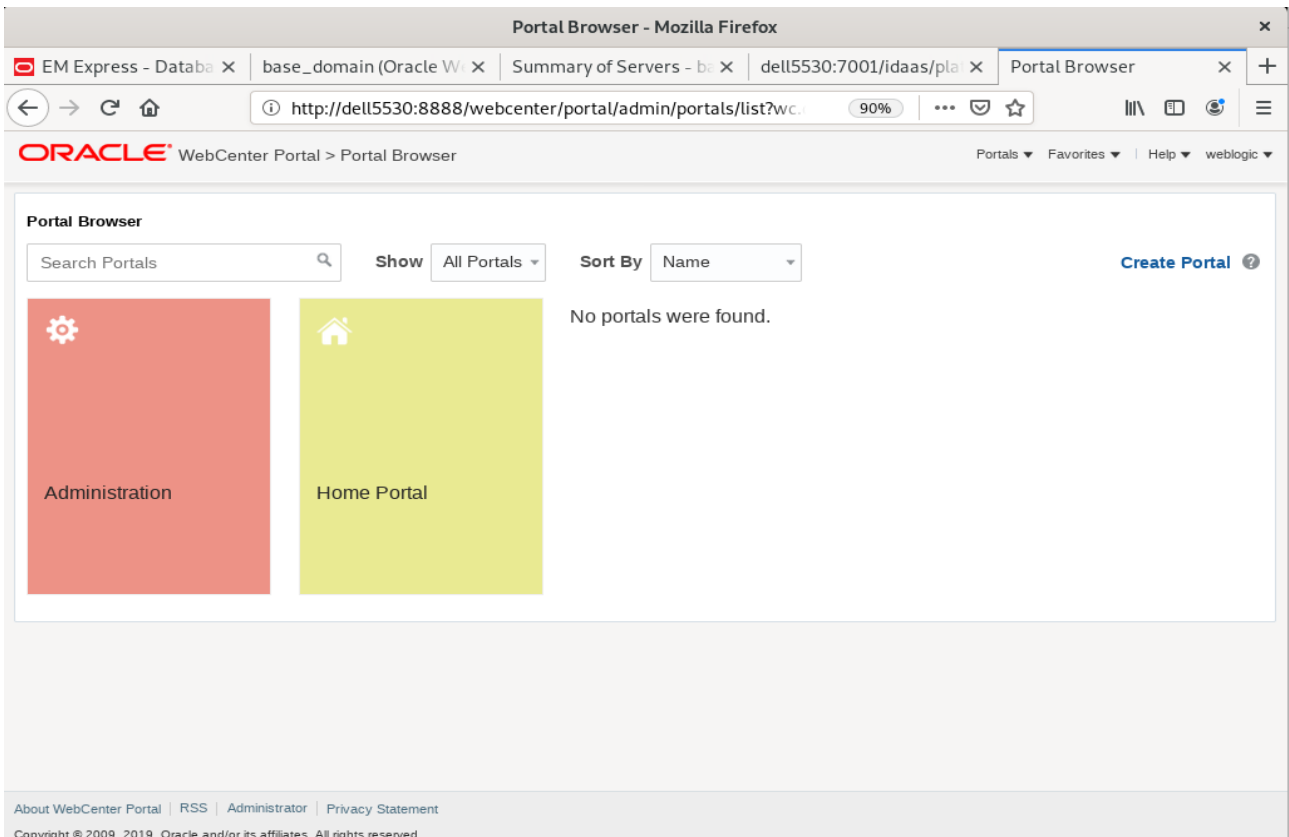 Portal Browser - Mozilla Firefox
EM Express - Databa base_domain (Oracle W Summary of Servers - ba dell5530:7001/idaas/plat Portal Browser
http://dell5530:8888/webcenter/portal/admin/portals/list?wc. 90%
ORACLE WebCenter Portal > Portal Browser Portals Favorites Help weblogic
Portal Browser
Search Portals Show All Portals Sort By Name Create Portal
No portals were found.
Administration Home Portal
About WebCenter Portal | RSS | Administrator | Privacy Statement
Copyright © 2009, 2019, Oracle and/or its affiliates. All rights reserved.